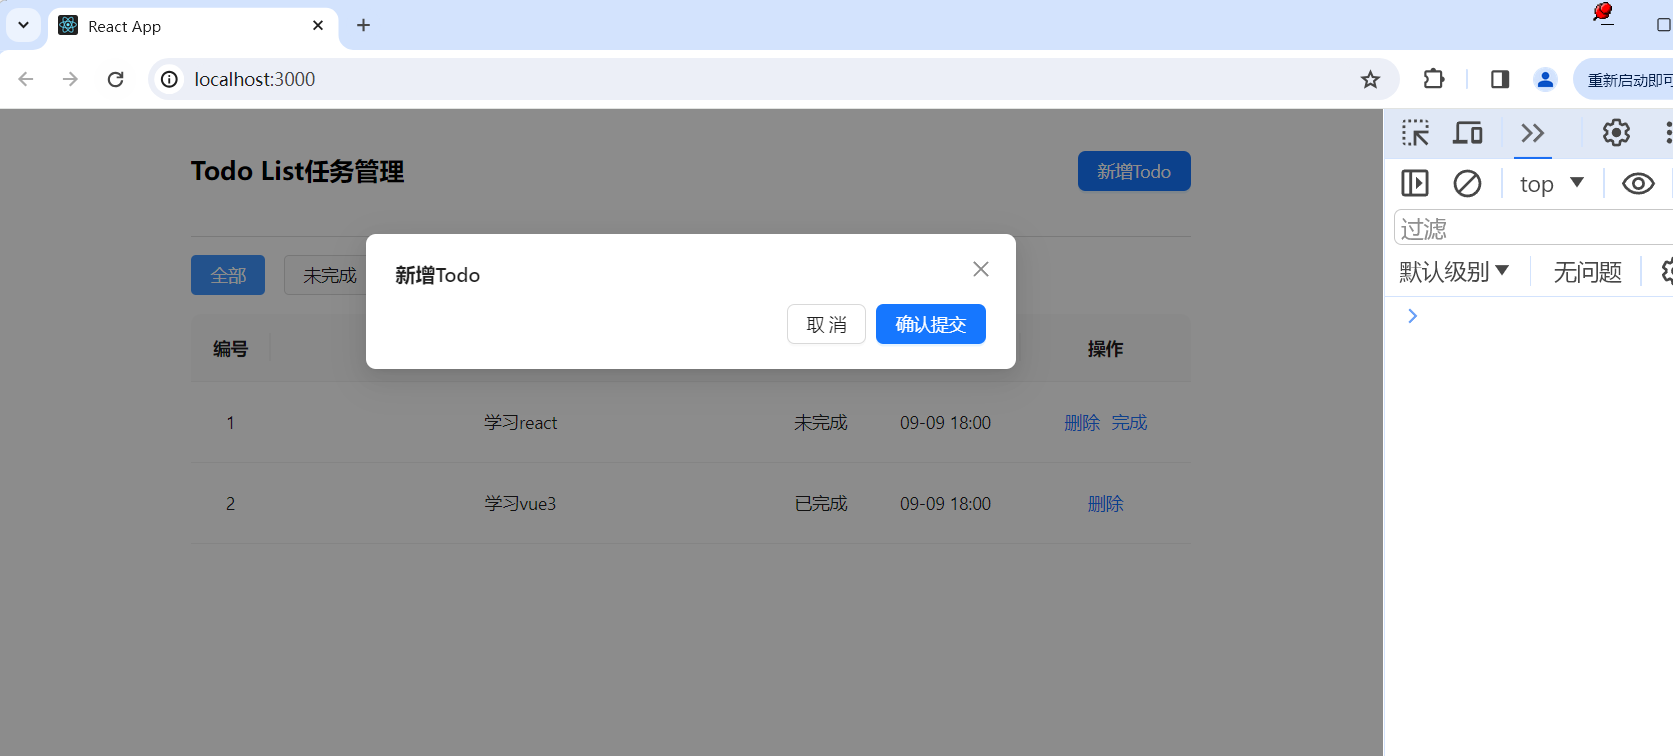 React App
localhost:3000
重新启动即可
top
过滤
默认级别 无问题
Todo List任务管理 新增Todo
全部 未完成
新增Todo
取 消 确认提交
编号 操作
1 学习react 未完成 09-09 18:00 删除 完成
2 学习vue3 已完成 09-09 18:00 删除